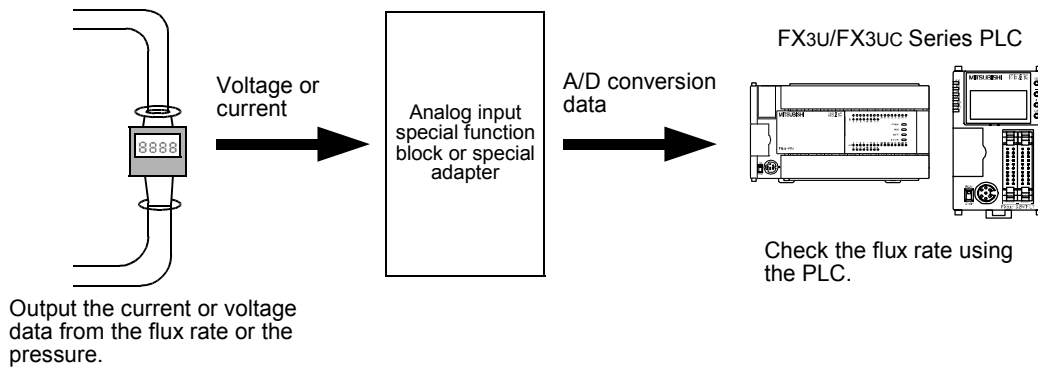 FX3U/FX3UC Series PLC
Voltage or
current
A/D conversion
data
Analog input
special function
block or special
adapter
8888
MITSUBISHI
MITSUBISHI
Check the flux rate using
the PLC.
Output the current or voltage
data from the flux rate or the
pressure.